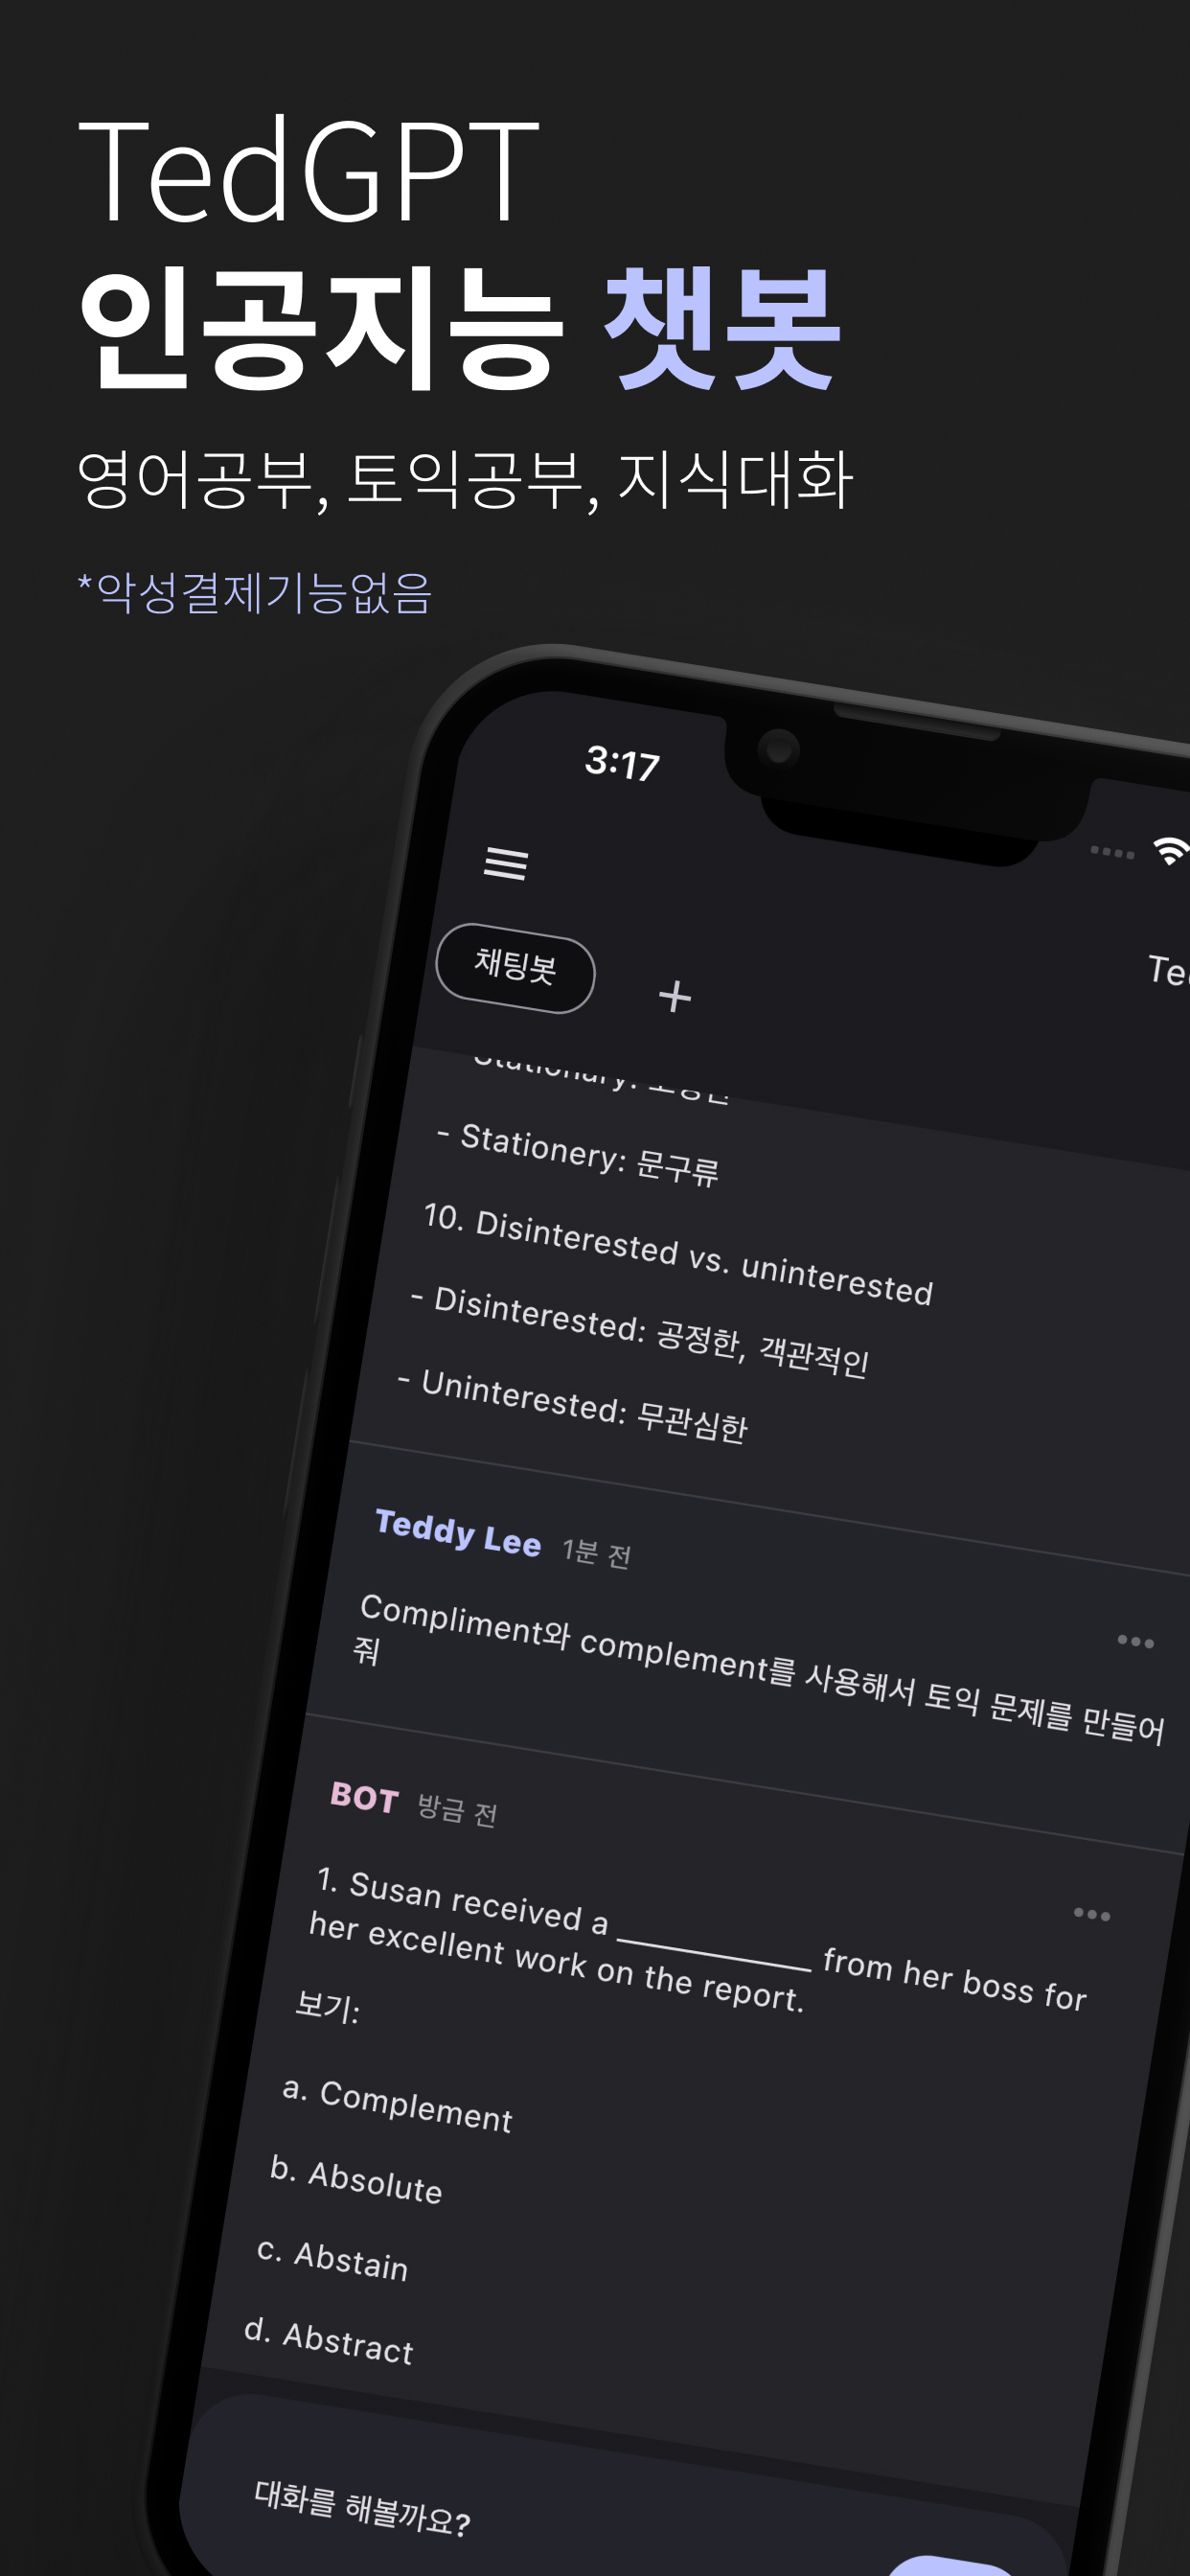 TedGPT
인공지능 챗봇
영어공부, 토익공부, 지식대화
*악성결제기능없음
3:17
채팅봇
+
- Stationery: 문구류
10. Disinterested vs. uninterested
- Disinterested: 공정한, 객관적인
- Uninterested: 무관심한
Teddy Lee 1분 전
Compliment와 complement를 사용해서 토익 문제를 만들어
줘
BOT 방금 전
1. Susan received a __________ from her boss for
her excellent work on the report.
보기:
a. Complement
b. Absolute
c. Abstain
d. Abstract
대화를 해볼까요?